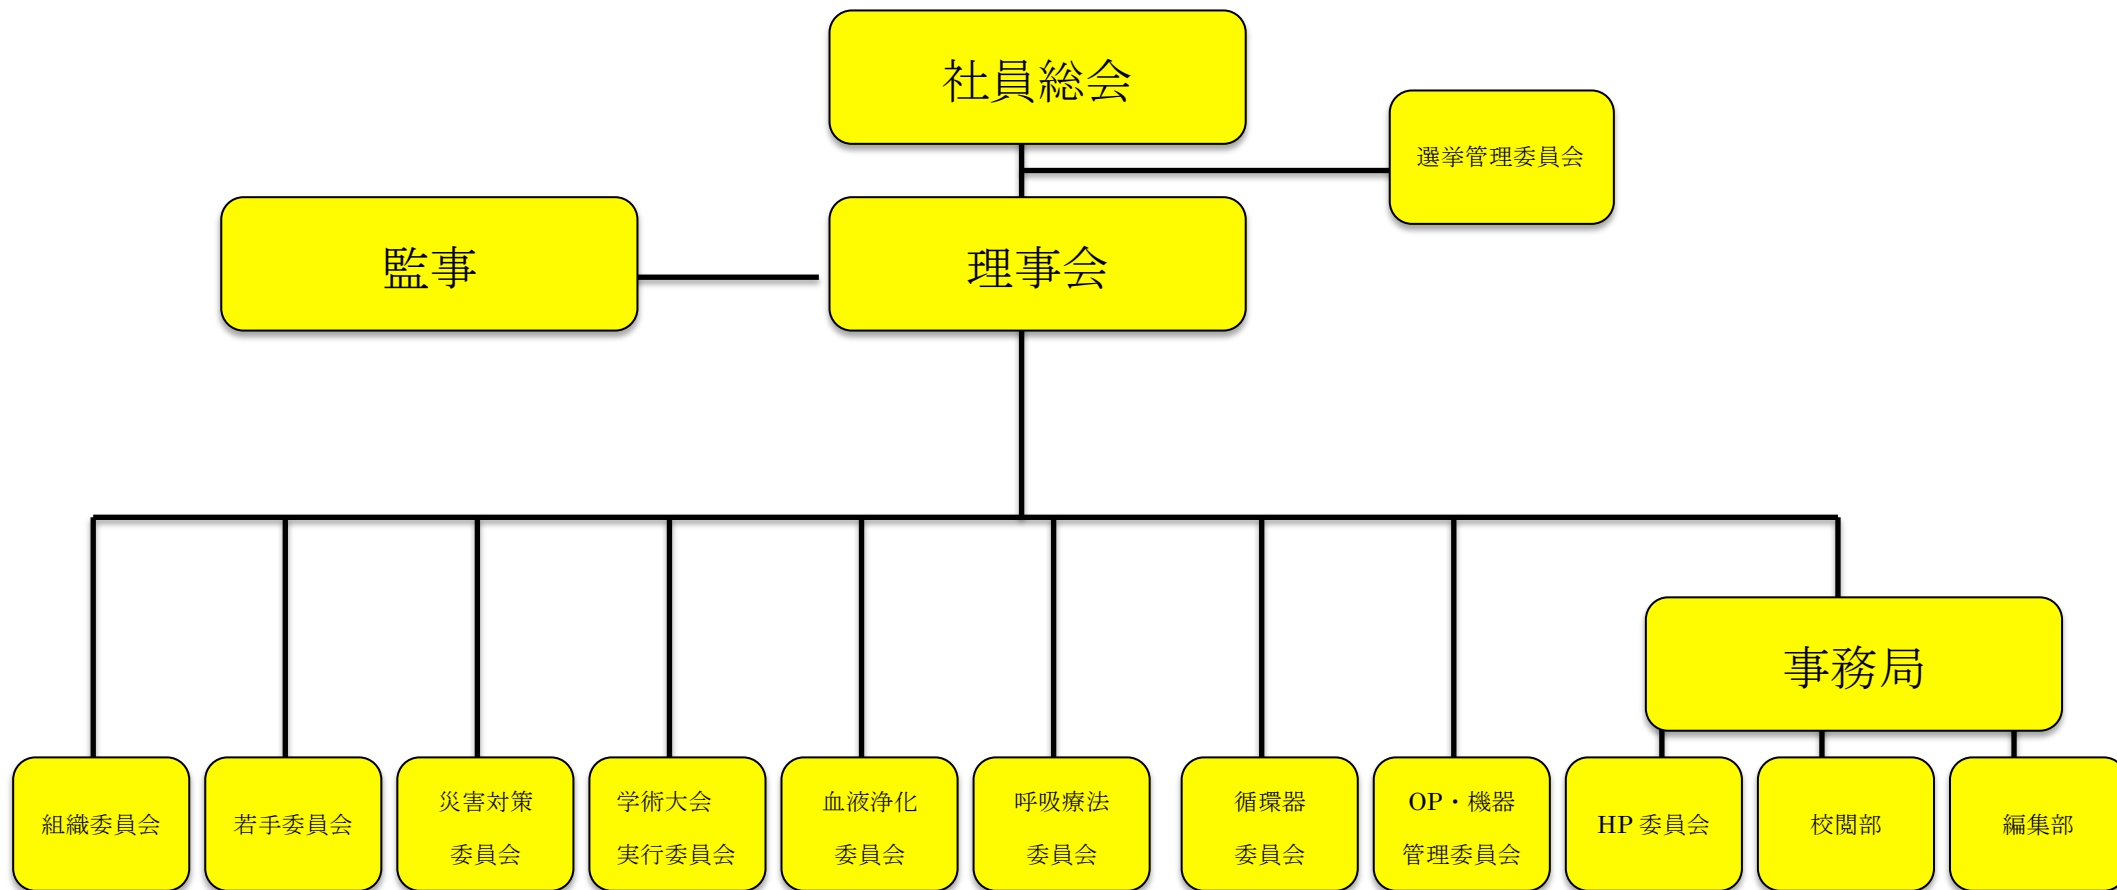 社員総会
選挙管理委員会
監事
理事会
事務局
組織委員会
若手委員会
災害対策
委員会
学術大会
実行委員会
血液浄化
委員会
呼吸療法
委員会
循環器
委員会
OP・機器
管理委員会
HP 委員会
校閲部
編集部